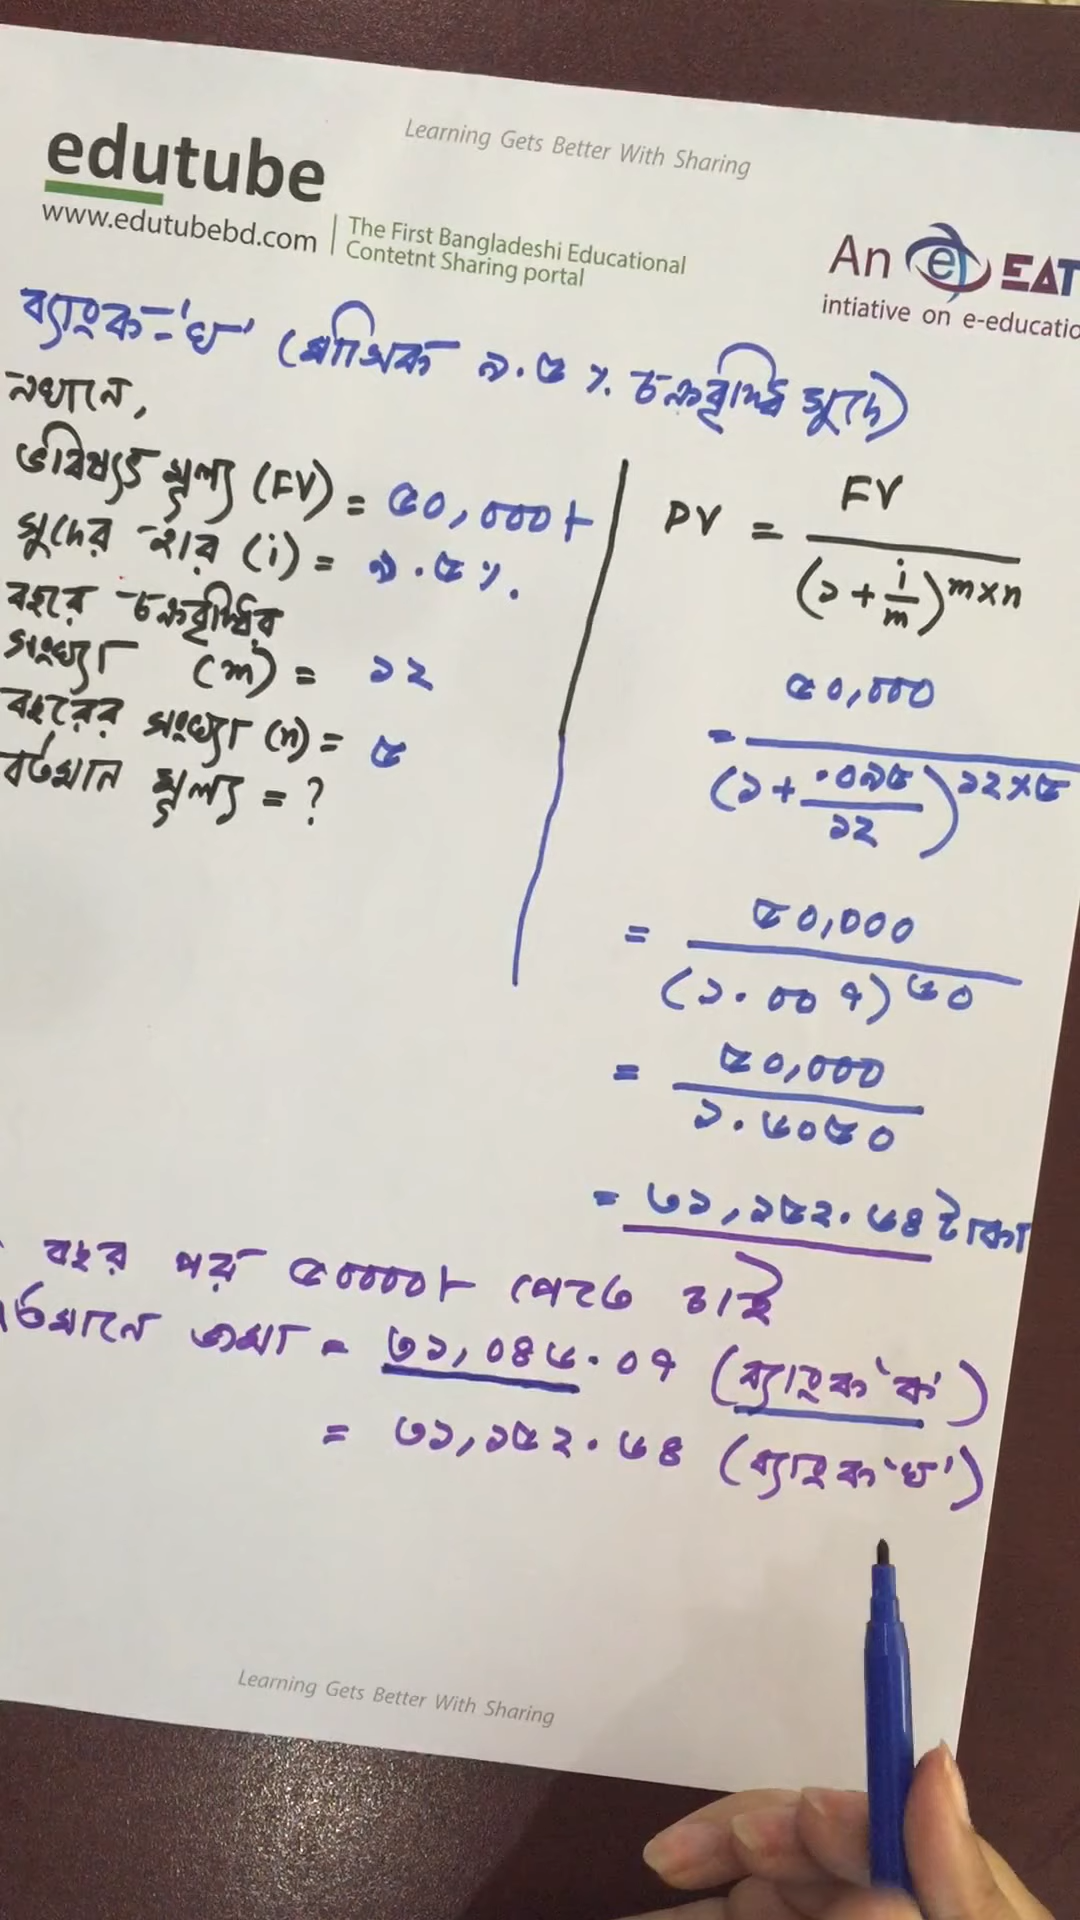 Learning Gets Better With Sharing
edutube
www.edutubebd.com
The First Bangladeshi Educational
Contetnt Sharing portal
An e EAT
intiative on e-educatio
ব্যাংক-'খ' (মাসিক ৯.৫% চক্রবৃদ্ধি সুদে)
এখানে,
ভবিষ্যৎ মূল্য (FV) = ৫০,০০০৳
সুদের হার (i) = ৯.৫%
বছরে চক্রবৃদ্ধির
সংখ্যা (m) = ১২
বছরের সংখ্যা (n) = ৫
বর্তমান মূল্য = ?
PV = FV
(১ + i/m)^m×n
= ৫০,০০০
(১ + .০৯৫/১২)^১২×৫
= ৫০,০০০
(১.০০৭)^৬০
= ৫০,০০০
১.৬০৫০
= ৩১,১৫২.৬৪ টাকা
বছর পর ৫০০০০৳ পেতে চাই
র্তমানে জমা = ৩১,০৪৬.০৭ (ব্যাংক 'ক')
= ৩১,১৫২.৬৪ (ব্যাংক 'খ')
Learning Gets Better With Sharing